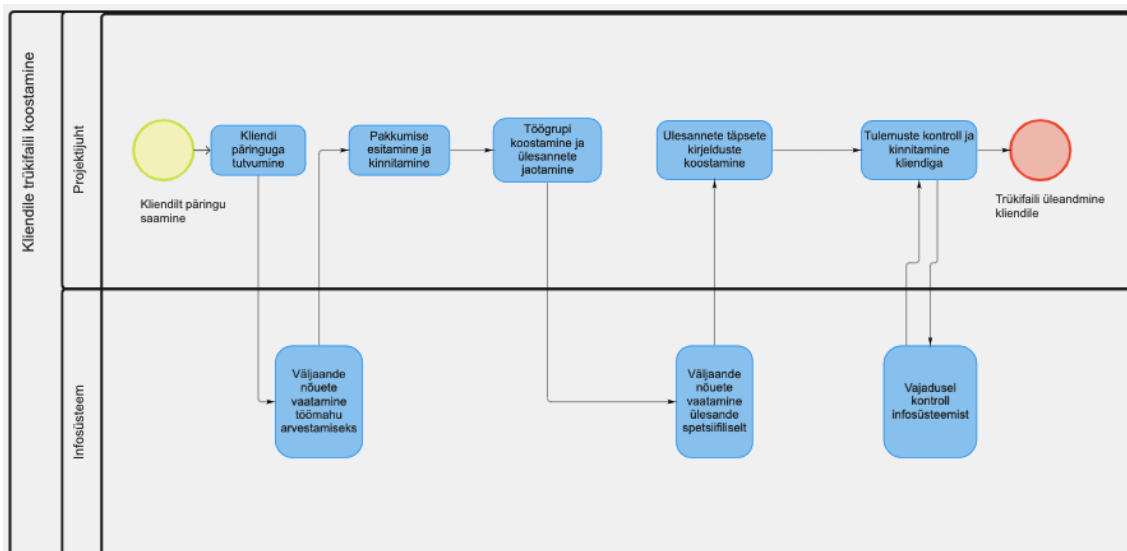 Kliendile trükifaili koostamine
Projektijuht
Kliendilt päringu
saamine
Kliendi
päringuga
tutvumine
Pakkumise
esitamine ja
kinnitamine
Töögrupi
koostamine ja
ülesannete
jaotamine
Ülesannete täpsete
kirjelduste
koostamine
Tulemuste kontroll ja
kinnitamine
kliendiga
Trükifaili üleandmine
kliendile
Infosüsteem
Väljaande
nõuete
vaatamine
töömahu
arvestamiseks
Väljaande
nõuete
vaatamine
ülesande
spetsiifiliselt
Vajadusel
kontroll
infosüsteemist